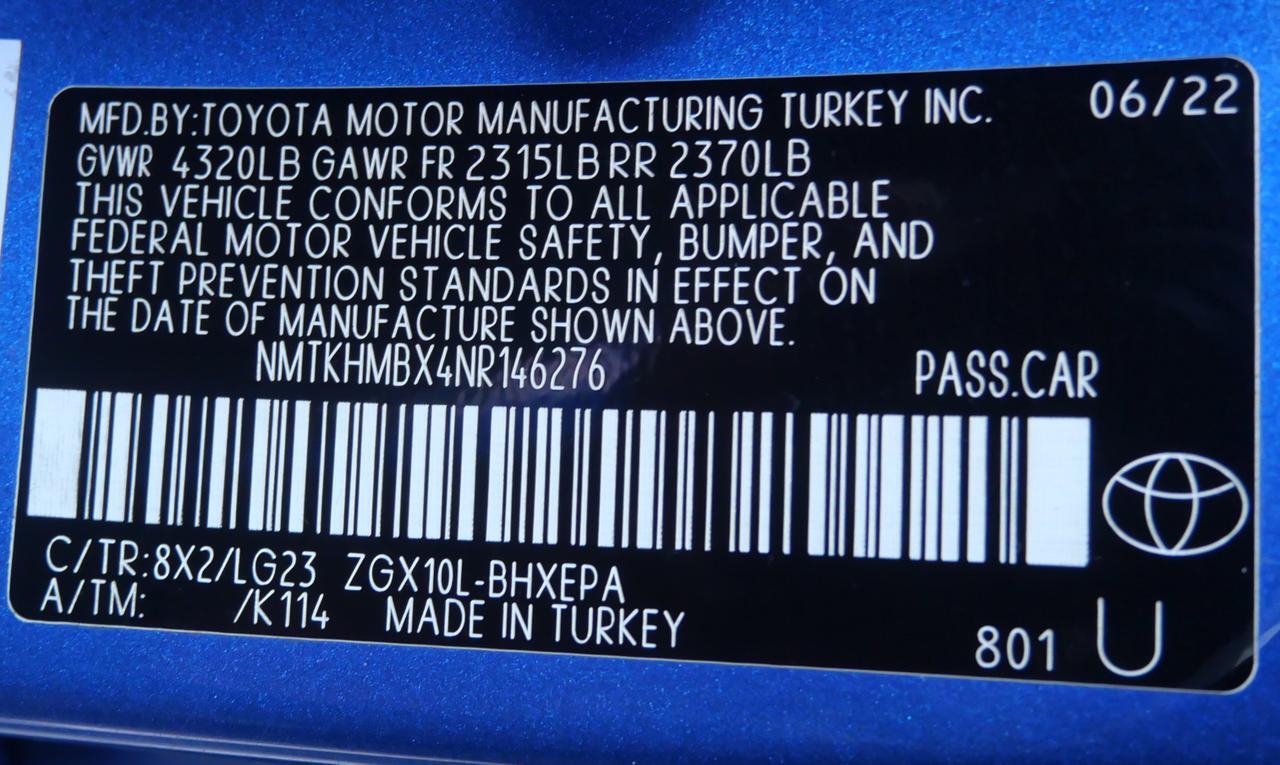 MFD.BY:TOYOTA MOTOR MANUFACTURING TURKEY INC. 06/22
GVWR 4320LB GAWR FR 2315LB RR 2370LB
THIS VEHICLE CONFORMS TO ALL APPLICABLE
FEDERAL MOTOR VEHICLE SAFETY, BUMPER, AND
THEFT PREVENTION STANDARDS IN EFFECT ON
THE DATE OF MANUFACTURE SHOWN ABOVE.
NMTKHMBX4NR146276 PASS.CAR
C/TR:8X2/LG23 ZGX10L-BHXEPA
A/TM: /K114 MADE IN TURKEY
801 U